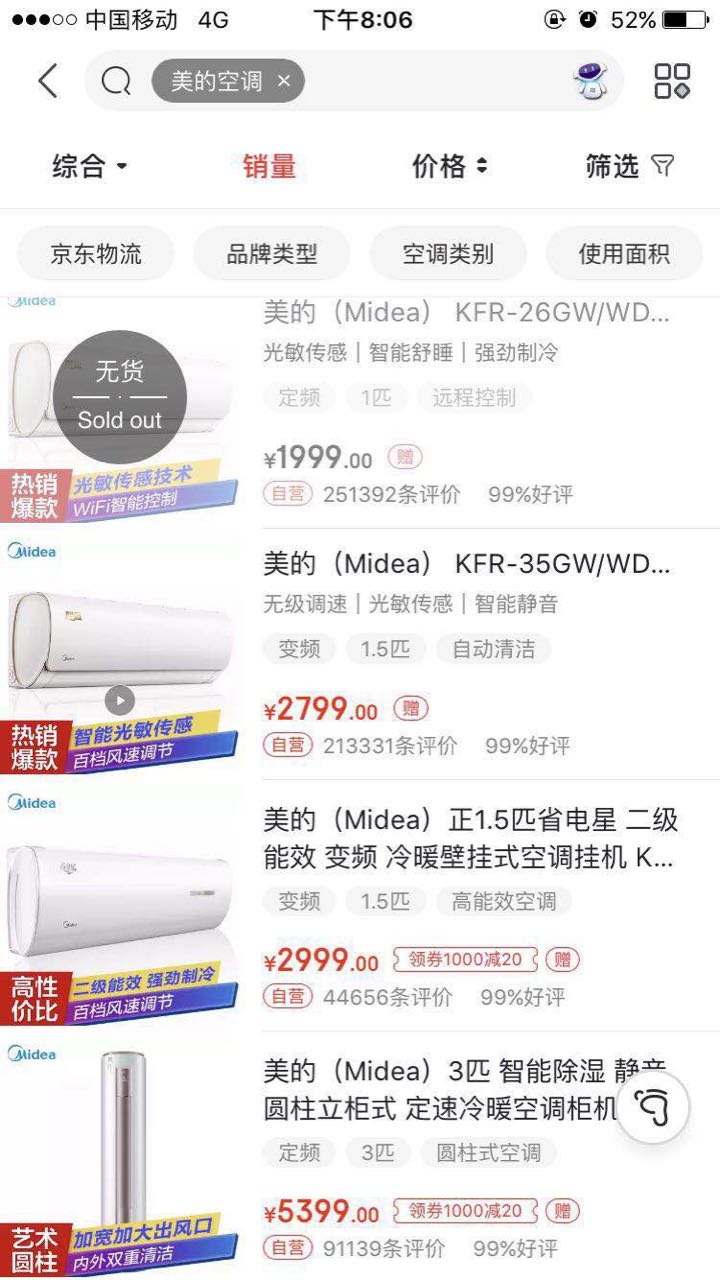 中国移动 4G 下午8:06 52%
美的空调 ×
综合 销量 价格 筛选
京东物流 品牌类型 空调类别 使用面积
Midea
美的（Midea） KFR-26GW/WD...
光敏传感｜智能舒睡｜强劲制冷
无货
Sold out
定频 1匹 远程控制
¥1999.00 赠
热销爆款
光敏传感技术
WiFi智能控制
自营 251392条评价 99%好评
Midea
美的（Midea） KFR-35GW/WD...
无级调速｜光敏传感｜智能静音
变频 1.5匹 自动清洁
¥2799.00 赠
热销爆款
智能光敏传感
百档风速调节
自营 213331条评价 99%好评
Midea
美的（Midea）正1.5匹省电星 二级
能效 变频 冷暖壁挂式空调挂机 K...
变频 1.5匹 高能效空调
¥2999.00 领券1000减20 赠
高性价比
二级能效 强劲制冷
百档风速调节
自营 44656条评价 99%好评
Midea
美的（Midea）3匹 智能除湿 静音
圆柱立柜式 定速冷暖空调柜机
定频 3匹 圆柱式空调
¥5399.00 领券1000减20 赠
艺术圆柱
加宽加大出风口
内外双重清洁
自营 91139条评价 99%好评